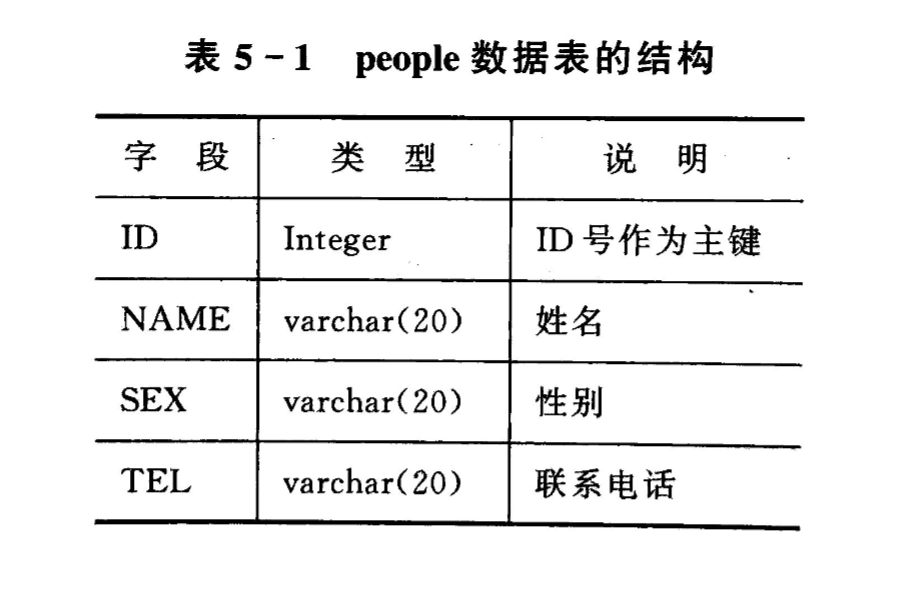 表 5-1 people 数据表的结构
字 段 类 型 说 明
ID Integer ID 号作为主键
NAME varchar(20) 姓名
SEX varchar(20) 性别
TEL varchar(20) 联系电话